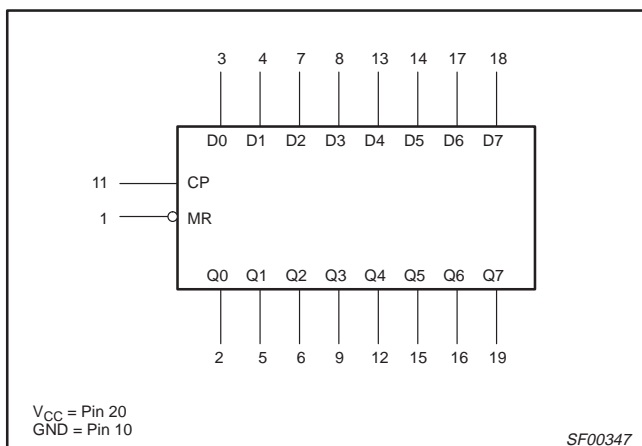 3 4 7 8 13 14 17 18
D0 D1 D2 D3 D4 D5 D6 D7
11 CP
1 MR
Q0 Q1 Q2 Q3 Q4 Q5 Q6 Q7
2 5 6 9 12 15 16 19
VCC = Pin 20
GND = Pin 10
SF00347